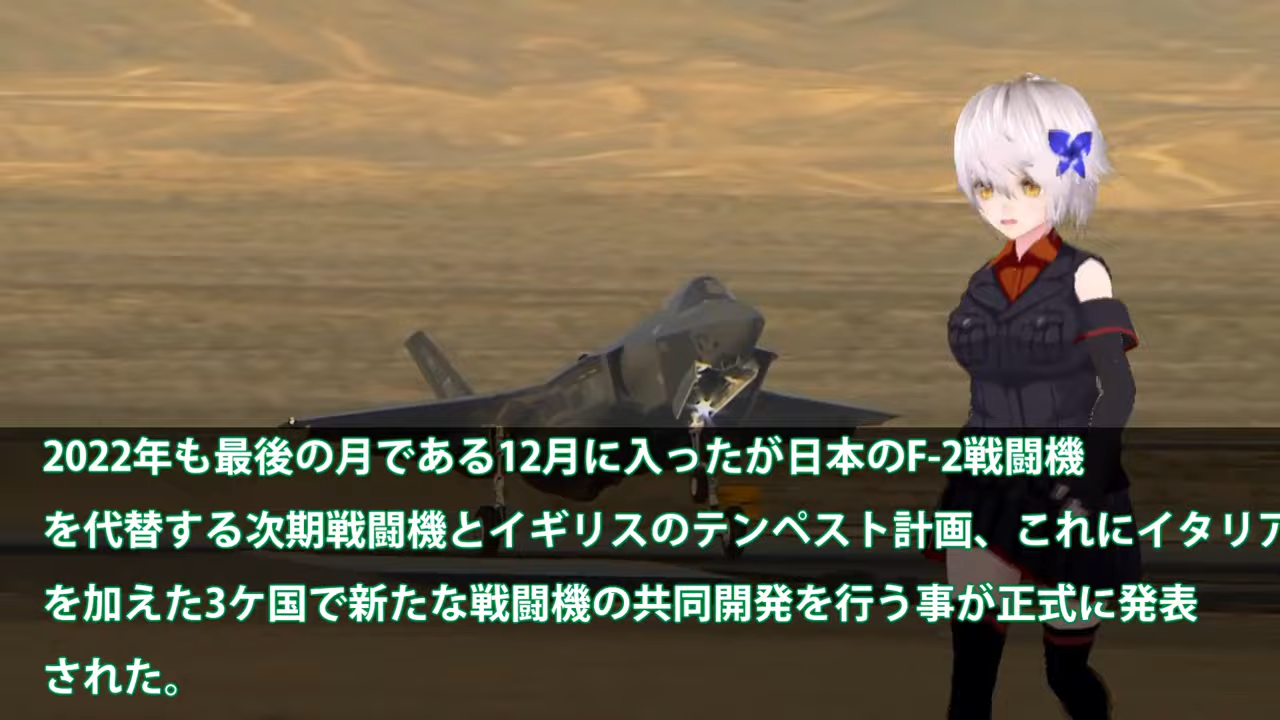 2022年も最後の月である12月に入ったが日本のF-2戦闘機
を代替する次期戦闘機とイギリスのテンペスト計画、これにイタリア
を加えた3ケ国で新たな戦闘機の共同開発を行う事が正式に発表
された。